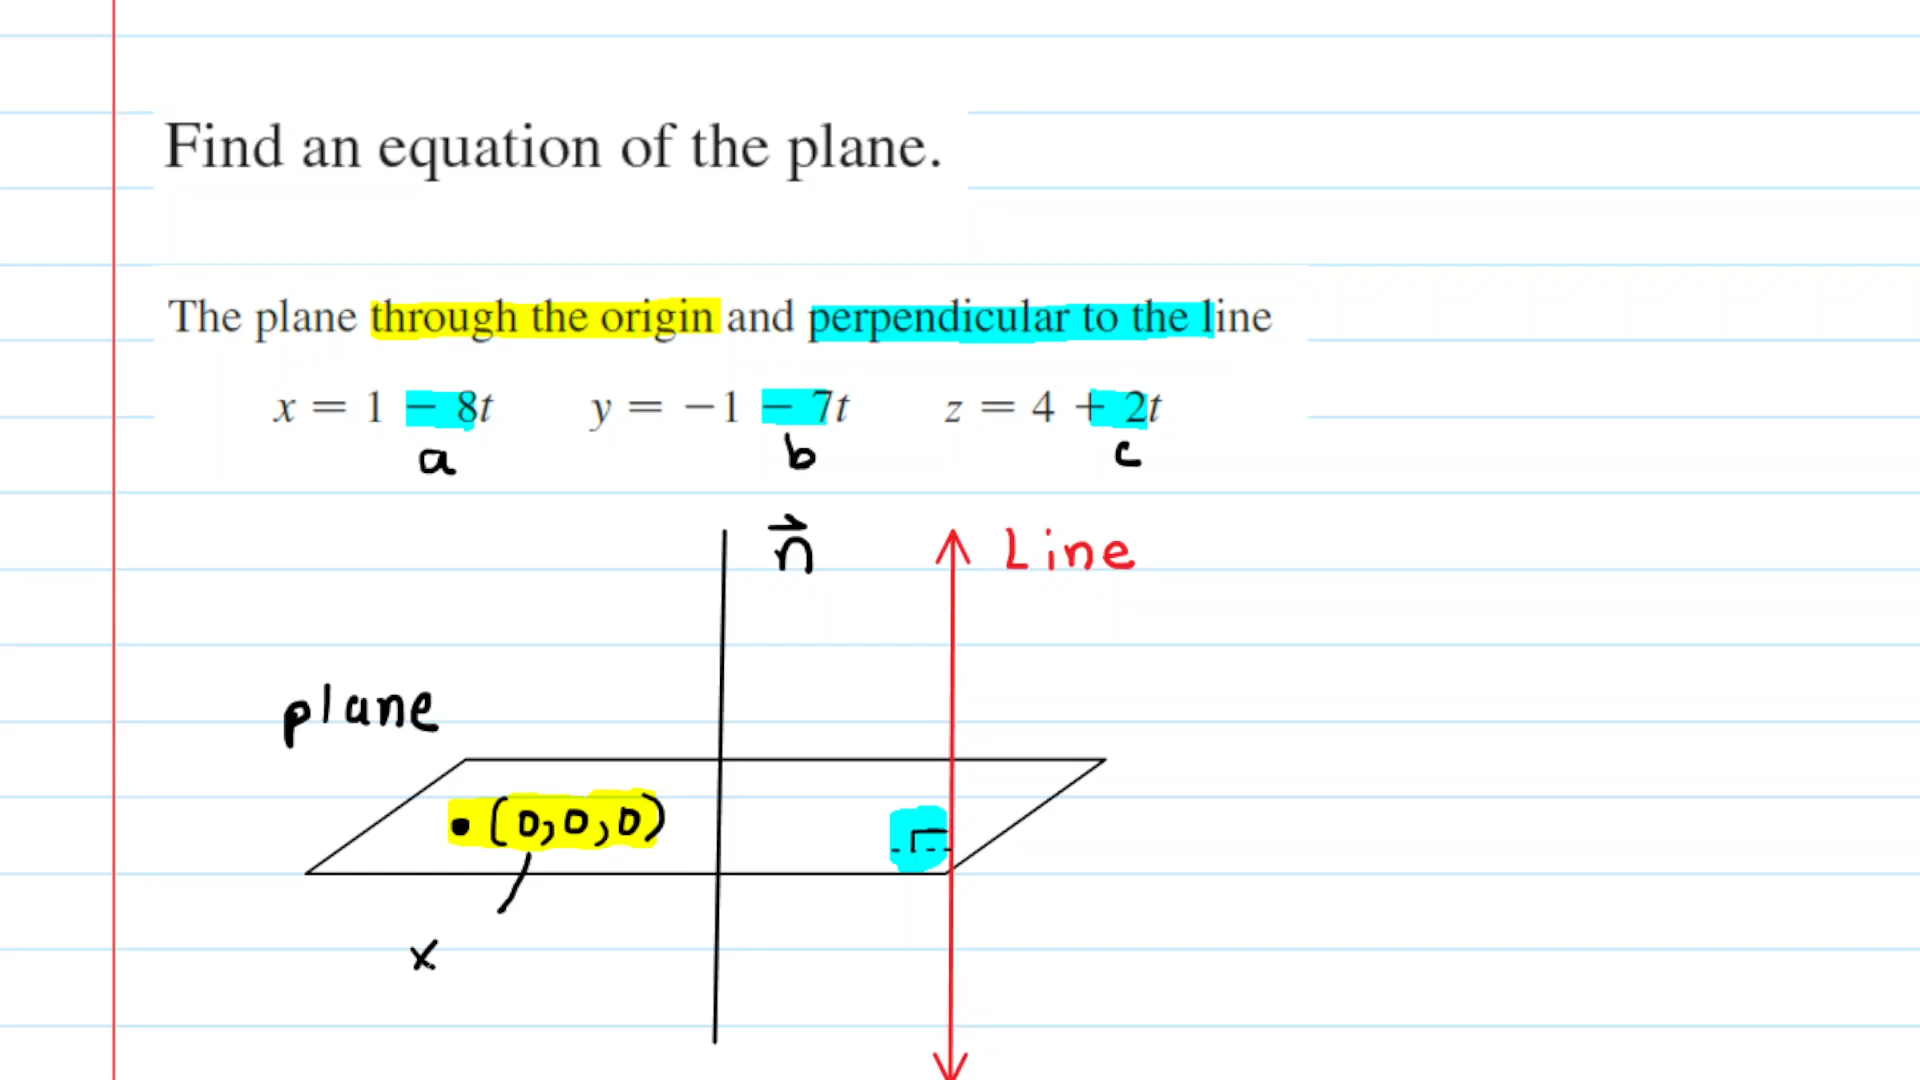 Find an equation of the plane.
The plane through the origin and perpendicular to the line
x = 1 − 8t y = −1 − 7t z = 4 + 2t
a b c
n⃗ Line
plane
(0,0,0)
x